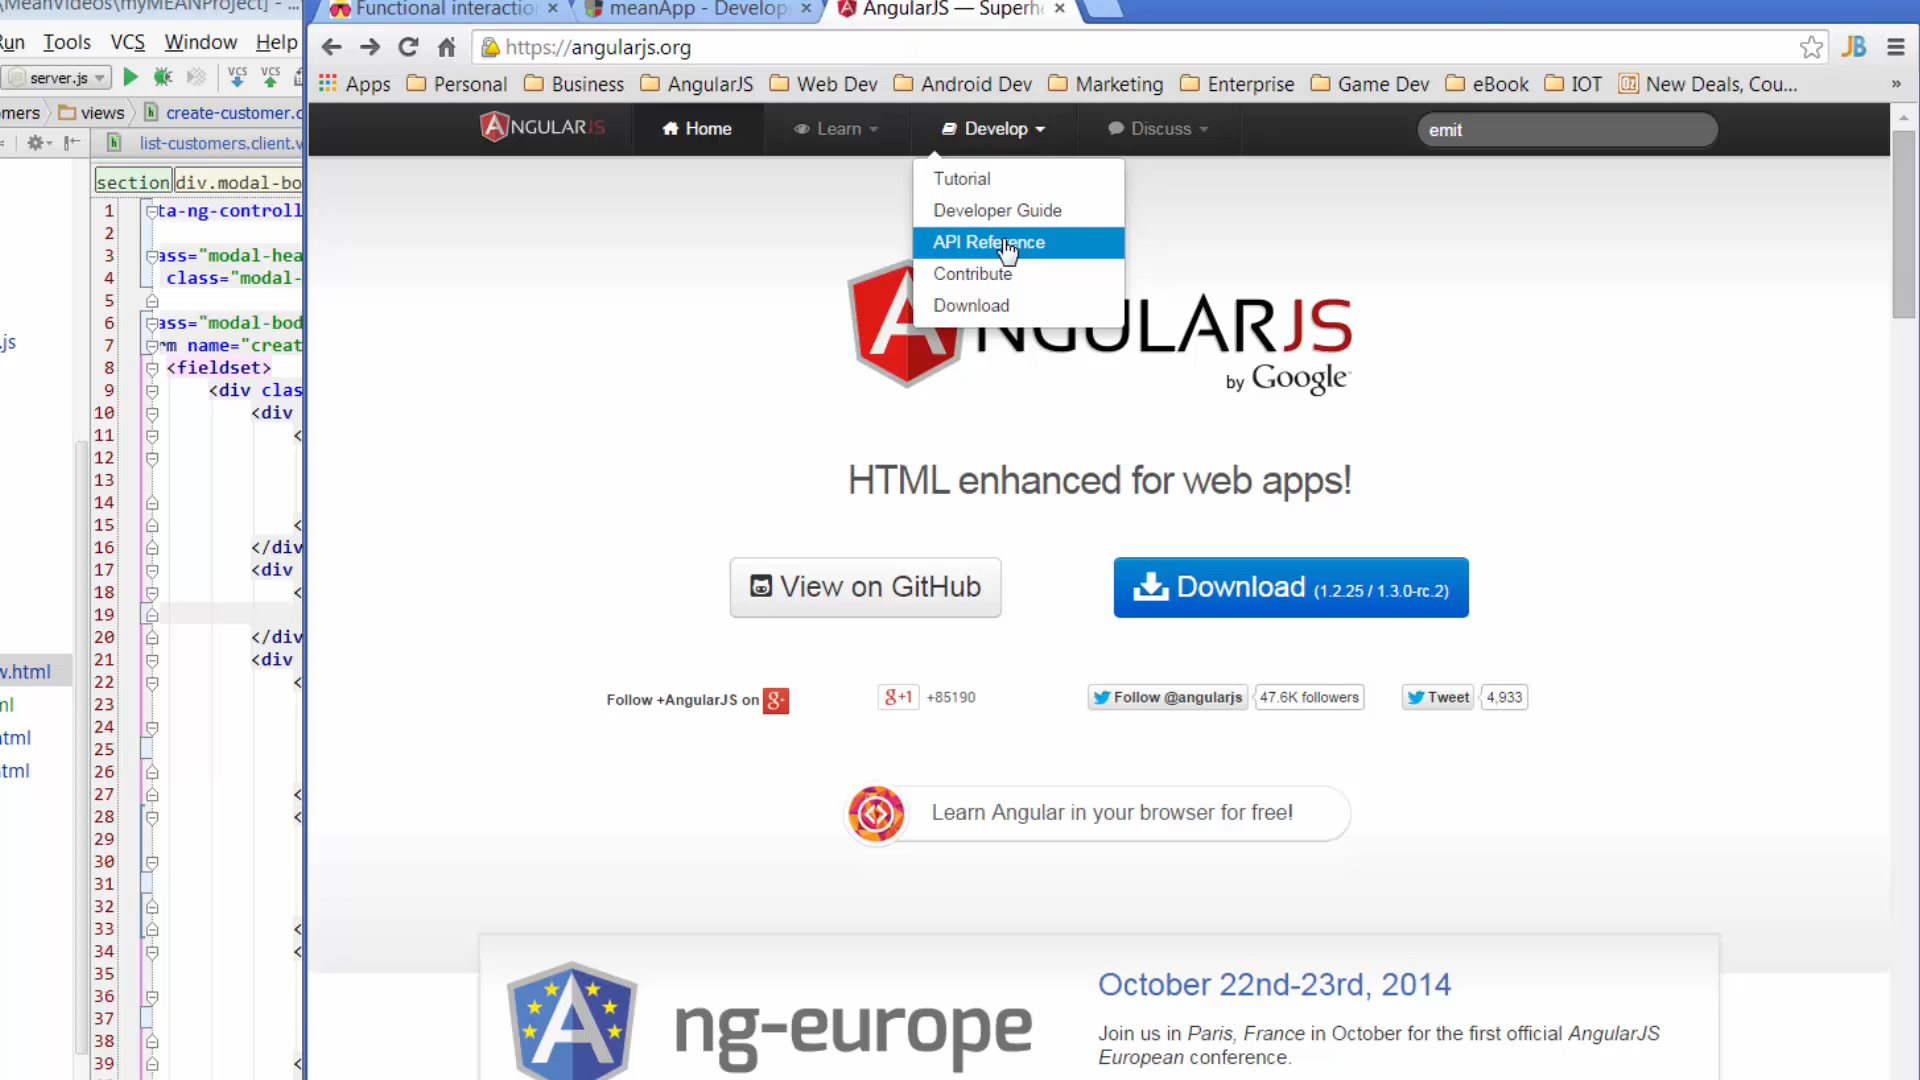 \MeanVideos\myMEANProject] - ...
Functional interactio
meanApp - Develop
AngularJS — Superh
Run Tools VCS Window Help
https://angularjs.org
server.js
VCS VCS
Apps Personal Business AngularJS Web Dev Android Dev Marketing Enterprise Game Dev eBook IOT New Deals, Cou... »
omers views create-customer.c
ANGULARJS Home Learn Develop Discuss emit
list-customers.client.v
section div.modal-bo
Tutorial
Developer Guide
API Reference
Contribute
Download
1 ta-ng-controll
2
3 ass="modal-hea
4 class="modal-
5
6 ass="modal-bod
7 rm name="creat
8 <fieldset>
9 <div clas
10 <div
11 <
12
13
14
15 <
16 </div
17 <div
18 <
19
20 </div
21 <div
22 <
23
24
25
26
27 <
28 <
29
30
31
32
33 <
34 <
35
36
37
38
39 <
.js
w.html
ml
tml
tml
ANGULARJS
by Google
HTML enhanced for web apps!
View on GitHub
Download (1.2.25 / 1.3.0-rc.2)
Follow +AngularJS on g+
g+1 +85190
Follow @angularjs 47.6K followers
Tweet 4,933
Learn Angular in your browser for free!
ng-europe
October 22nd-23rd, 2014
Join us in Paris, France in October for the first official AngularJS
European conference.